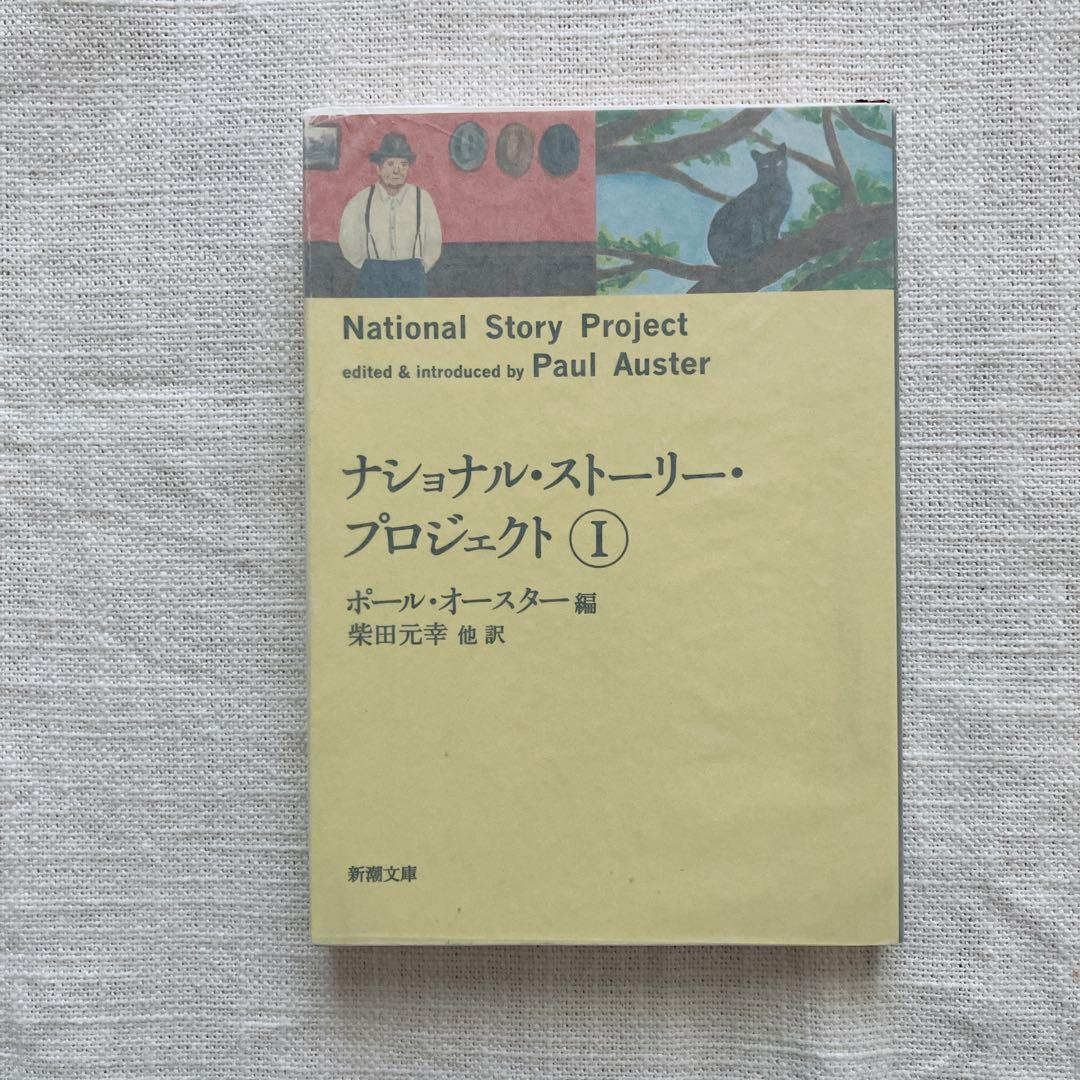 National Story Project
edited & introduced by Paul Auster
ナショナル・ストーリー・
プロジェクト Ⅰ
ポール・オースター 編
柴田元幸 他 訳
新潮文庫